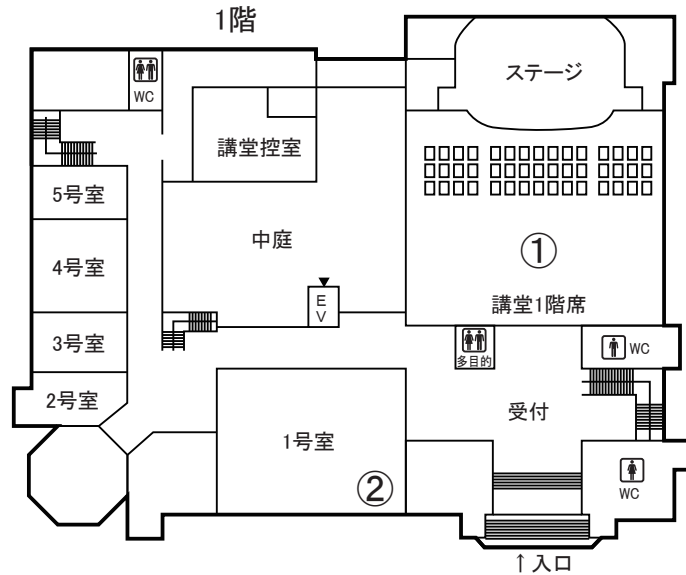 1階
ステージ
WC
講堂控室
5号室
中庭
①
4号室
講堂1階席
E
V
3号室
WC
多目的
2号室
受付
1号室
②
WC
↑入口